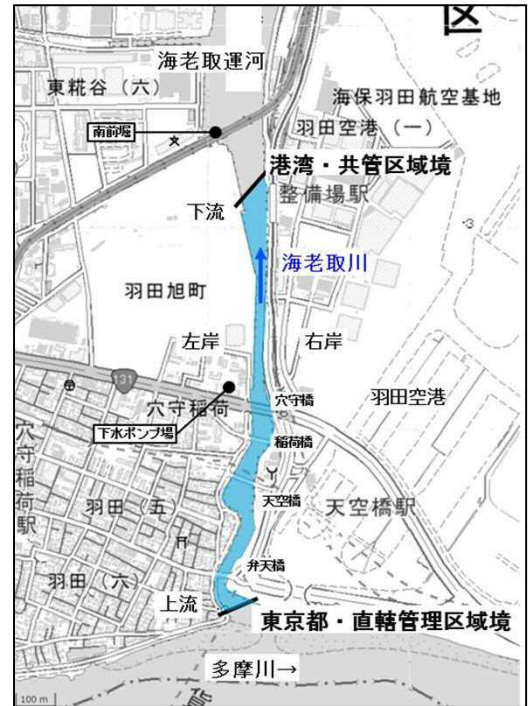 区
海老取運河
東糀谷（六）
海保羽田航空基地
羽田空港（一）
南前堀
文
港湾・共管区域境
整備場駅
下流
海老取川
羽田旭町
左岸
右岸
131
穴守橋
羽田空港
穴守稲荷
下水ポンプ場
稲荷橋
穴守稲荷駅
羽田（五）
天空橋
天空橋駅
弁天橋
羽田（六）
上流
東京都・直轄管理区域境
多摩川→
貨
100 m